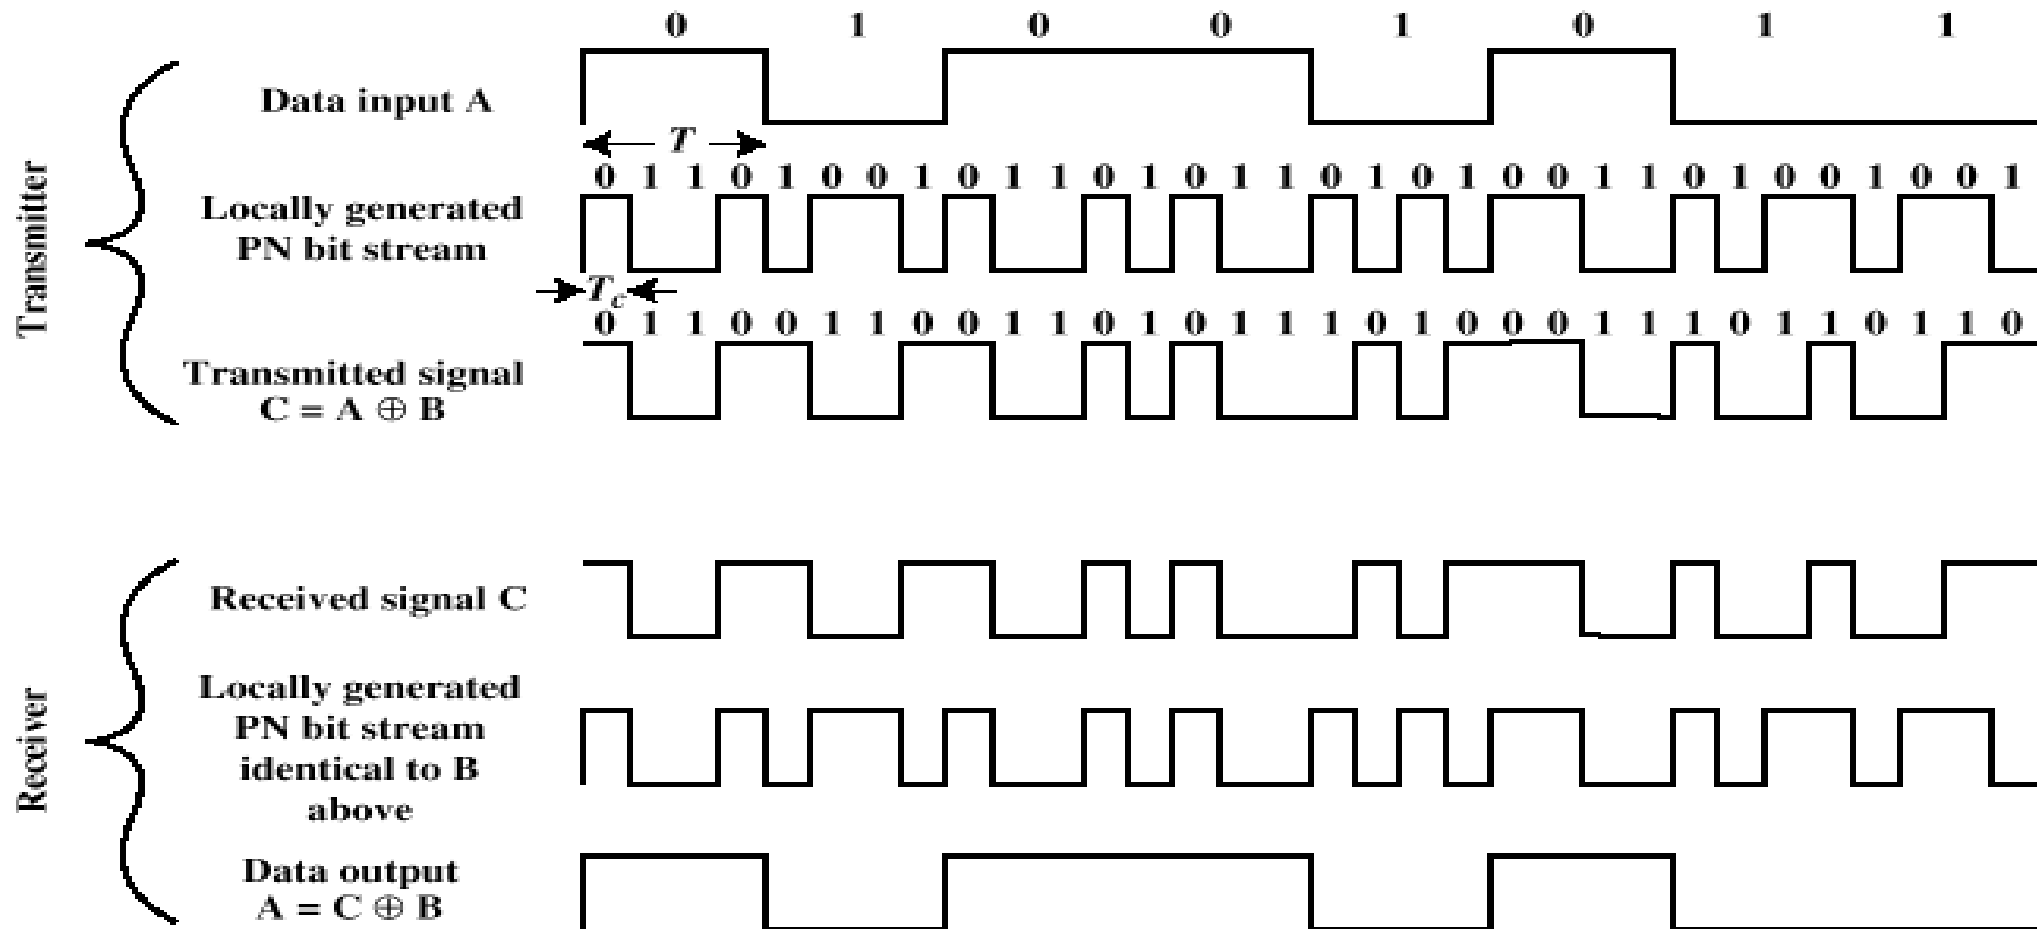 0 1 0 0 1 0 1 1
Data input A
T
0 1 1 0 1 0 0 1 0 1 1 0 1 0 1 1 0 1 0 1 0 0 1 1 0 1 0 0 1 0 0 1
Locally generated
PN bit stream
Tc
0 1 1 0 0 1 1 0 0 1 1 0 1 0 1 1 1 0 1 0 0 0 1 1 1 0 1 1 0 1 1 0
Transmitted signal
C = A ⊕ B
Transmitter
Received signal C
Locally generated
PN bit stream
identical to B
above
Data output
A = C ⊕ B
Receiver